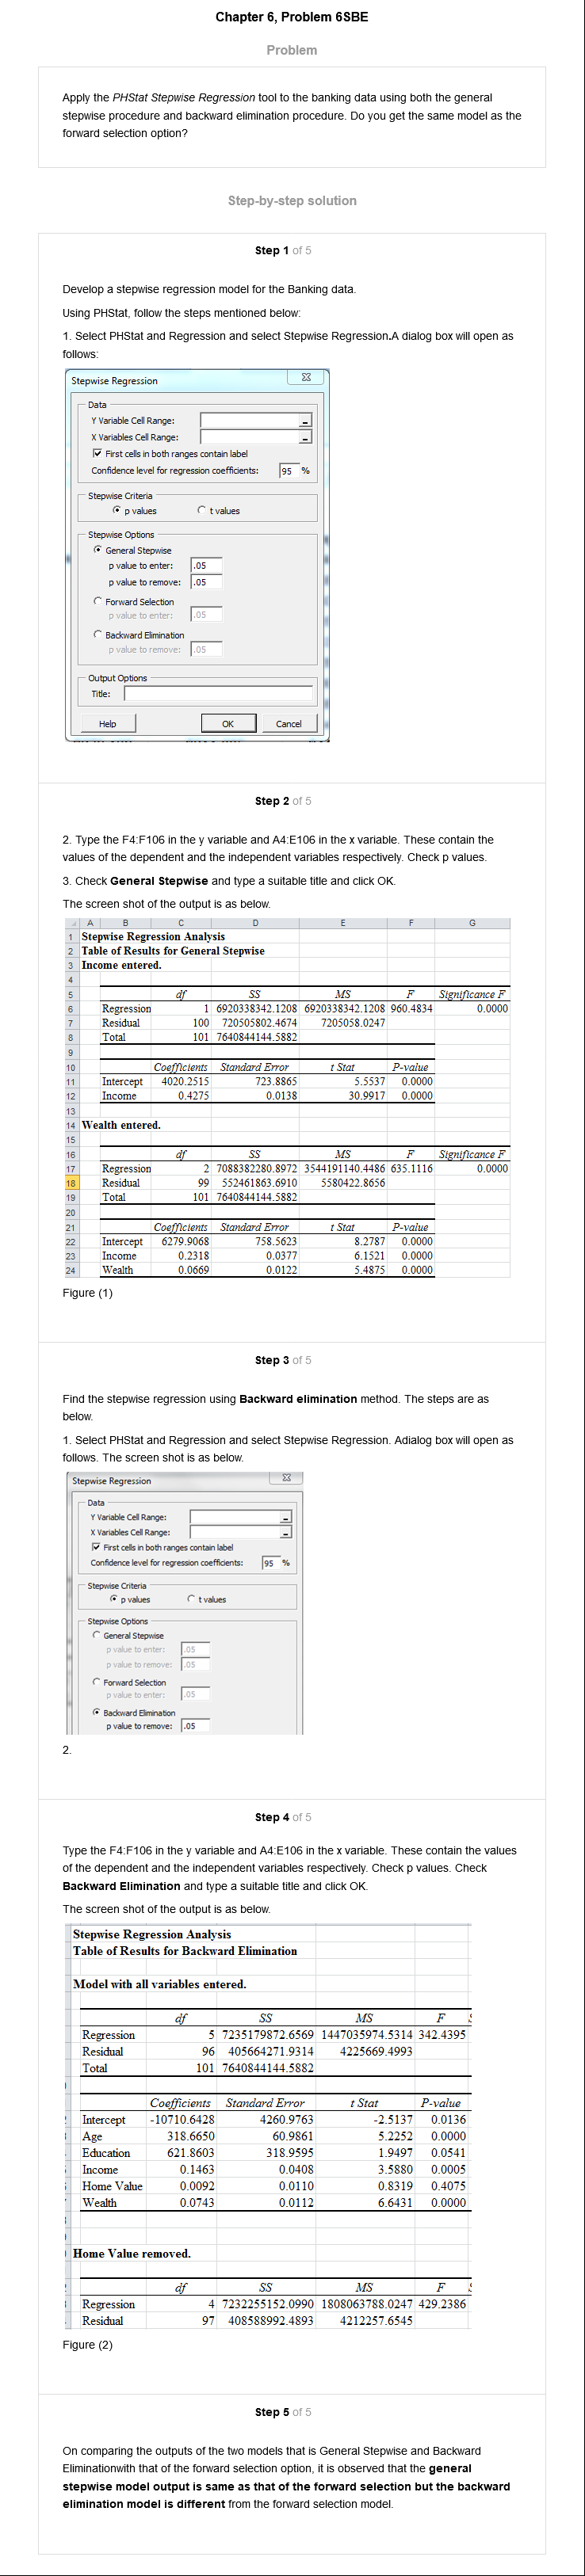 Chapter 6, Problem 6SBE
Problem
Apply the PHStat Stepwise Regression tool to the banking data using both the general
stepwise procedure and backward elimination procedure. Do you get the same model as the
forward selection option?
Step-by-step solution
Step 1 of 5
Develop a stepwise regression model for the Banking data.
Using PHStat, follow the steps mentioned below:
1. Select PHStat and Regression and select Stepwise Regression.A dialog box will open as
follows:
Stepwise Regression
Data
Y Variable Cell Range:
X Variables Cell Range:
First cells in both ranges contain label
Confidence level for regression coefficients: 95 %
Stepwise Criteria
p values t values
Stepwise Options
General Stepwise
p value to enter: .05
p value to remove: .05
Forward Selection
p value to enter: .05
Backward Elimination
p value to remove: .05
Output Options
Title:
Help OK Cancel
Step 2 of 5
2. Type the F4:F106 in the y variable and A4:E106 in the x variable. These contain the
values of the dependent and the independent variables respectively. Check p values.
3. Check General Stepwise and type a suitable title and click OK.
The screen shot of the output is as below.
A B C D E F G
1 Stepwise Regression Analysis
2 Table of Results for General Stepwise
3 Income entered.
4
5 df SS MS F Significance F
6 Regression 1 6920338342.1208 6920338342.1208 960.4834 0.0000
7 Residual 100 720505802.4674 7205058.0247
8 Total 101 7640844144.5882
9
10 Coefficients Standard Error t Stat P-value
11 Intercept 4020.2515 723.8865 5.5537 0.0000
12 Income 0.4275 0.0138 30.9917 0.0000
13
14 Wealth entered.
15
16 df SS MS F Significance F
17 Regression 2 7088382280.8972 3544191140.4486 635.1116 0.0000
18 Residual 99 552461863.6910 5580422.8656
19 Total 101 7640844144.5882
20
21 Coefficients Standard Error t Stat P-value
22 Intercept 6279.9068 758.5623 8.2787 0.0000
23 Income 0.2318 0.0377 6.1521 0.0000
24 Wealth 0.0669 0.0122 5.4875 0.0000
Figure (1)
Step 3 of 5
Find the stepwise regression using Backward elimination method. The steps are as
below.
1. Select PHStat and Regression and select Stepwise Regression. Adialog box will open as
follows. The screen shot is as below.
Stepwise Regression
Data
Y Variable Cell Range:
X Variables Cell Range:
First cells in both ranges contain label
Confidence level for regression coefficients: 95 %
Stepwise Criteria
p values t values
Stepwise Options
General Stepwise
p value to enter: .05
p value to remove: .05
Forward Selection
p value to enter: .05
Backward Elimination
p value to remove: .05
2.
Step 4 of 5
Type the F4:F106 in the y variable and A4:E106 in the x variable. These contain the values
of the dependent and the independent variables respectively. Check p values. Check
Backward Elimination and type a suitable title and click OK.
The screen shot of the output is as below.
Stepwise Regression Analysis
Table of Results for Backward Elimination
Model with all variables entered.
df SS MS F
Regression 5 7235179872.6569 1447035974.5314 342.4395
Residual 96 405664271.9314 4225669.4993
Total 101 7640844144.5882
Coefficients Standard Error t Stat P-value
Intercept -10710.6428 4260.9763 -2.5137 0.0136
Age 318.6650 60.9861 5.2252 0.0000
Education 621.8603 318.9595 1.9497 0.0541
Income 0.1463 0.0408 3.5880 0.0005
Home Value 0.0092 0.0110 0.8319 0.4075
Wealth 0.0743 0.0112 6.6431 0.0000
Home Value removed.
df SS MS F
Regression 4 7232255152.0990 1808063788.0247 429.2386
Residual 97 408588992.4893 4212257.6545
Figure (2)
Step 5 of 5
On comparing the outputs of the two models that is General Stepwise and Backward
Eliminationwith that of the forward selection option, it is observed that the general
stepwise model output is same as that of the forward selection but the backward
elimination model is different from the forward selection model.